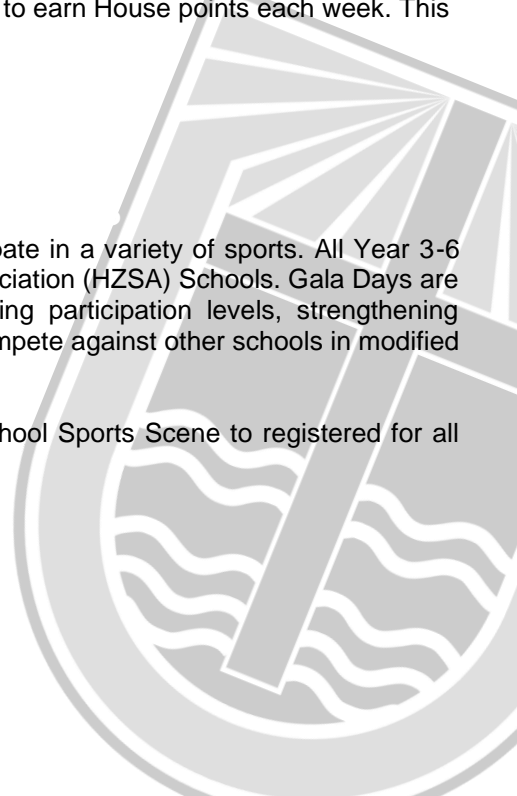 to earn House points each week. This
pate in a variety of sports. All Year 3-6
ciation (HZSA) Schools. Gala Days are
ing participation levels, strengthening
mpete against other schools in modified
hool Sports Scene to registered for all